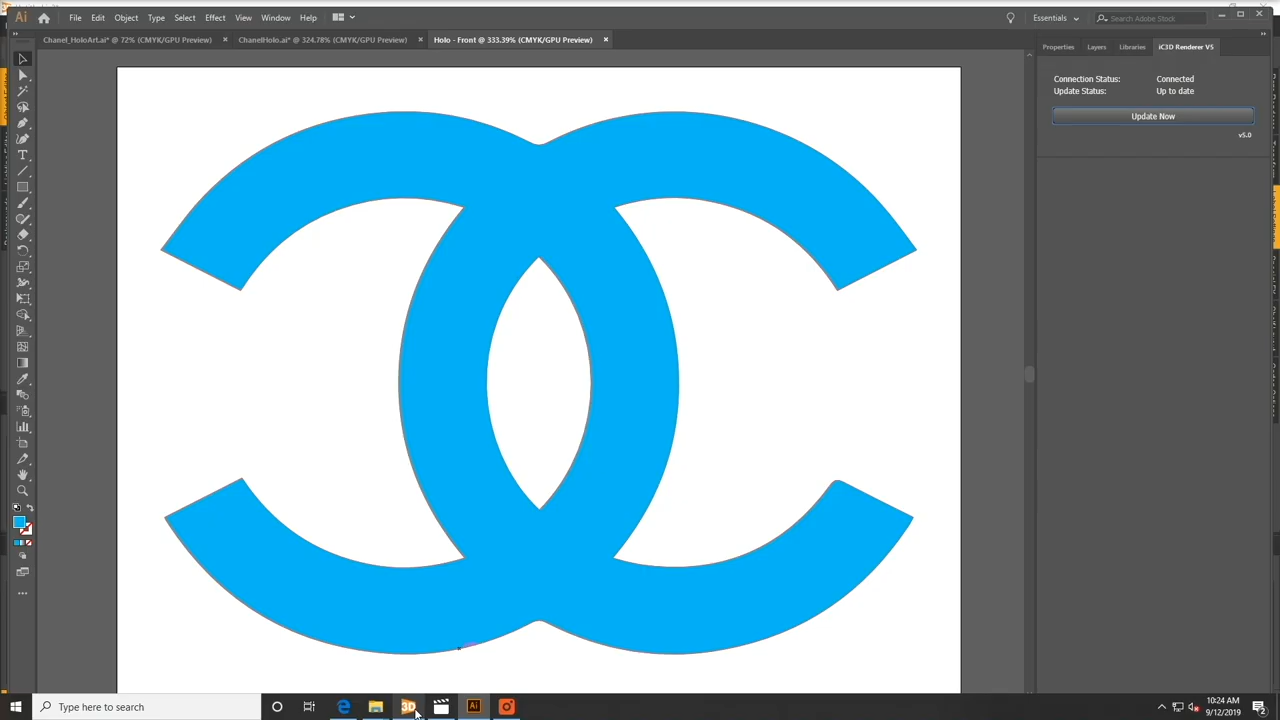 Ai File Edit Object Type Select Effect View Window Help Essentials Search Adobe Stock
Chanel_HoloArt.ai* @ 72% (CMYK/GPU Preview) × ChanelHolo.ai* @ 324.78% (CMYK/GPU Preview) × Holo - Front @ 333.39% (CMYK/GPU Preview) ×
Properties Layers Libraries iC3D Renderer V5
Connection Status: Connected
Update Status: Up to date
Update Now
v5.0
Type here to search
3D
Ai
10:24 AM
9/12/2019
2